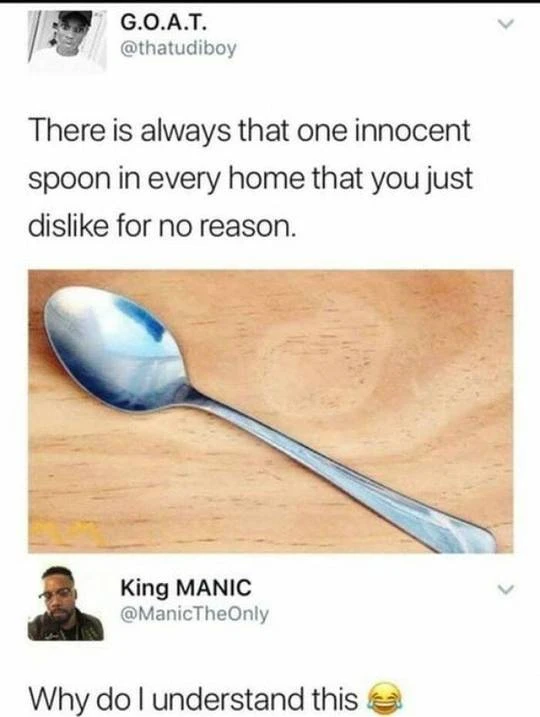 G.O.A.T.
@thatudiboy
There is always that one innocent
spoon in every home that you just
dislike for no reason.
King MANIC
@ManicTheOnly
Why do I understand this 😂